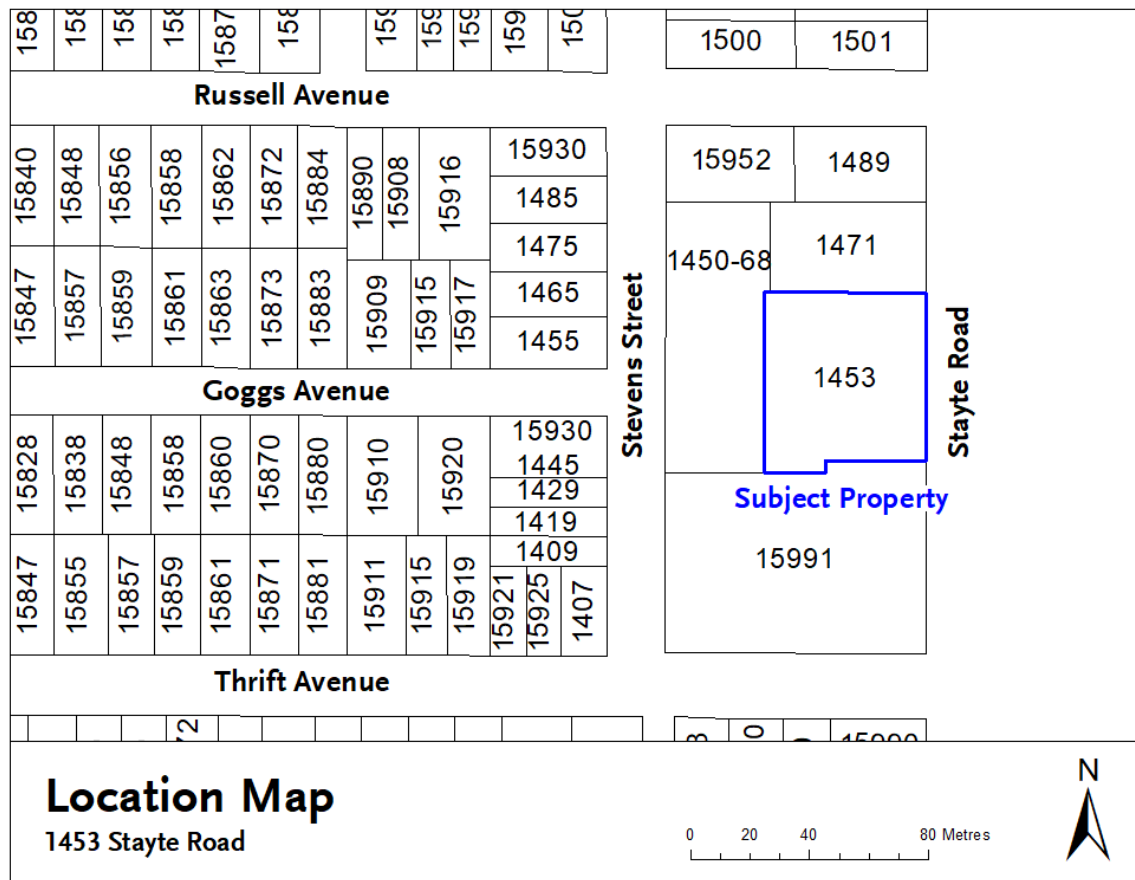 1500 1501
Russell Avenue
15840 15848 15856 15858 15862 15872 15884 15890 15908 15916 15930
1485
1475
1465
1455
15952 1489
1450-68 1471
15847 15857 15859 15861 15863 15873 15883 15909 15915 15917
Stevens Street
1453
Stayte Road
Goggs Avenue
15828 15838 15848 15858 15860 15870 15880 15910 15920 15930
1445
1429
1419
1409
Subject Property
15991
15847 15855 15857 15859 15861 15871 15881 15911 15915 15919 15921 15925 1407
Thrift Avenue
Location Map
1453 Stayte Road
N
0 20 40 80 Metres